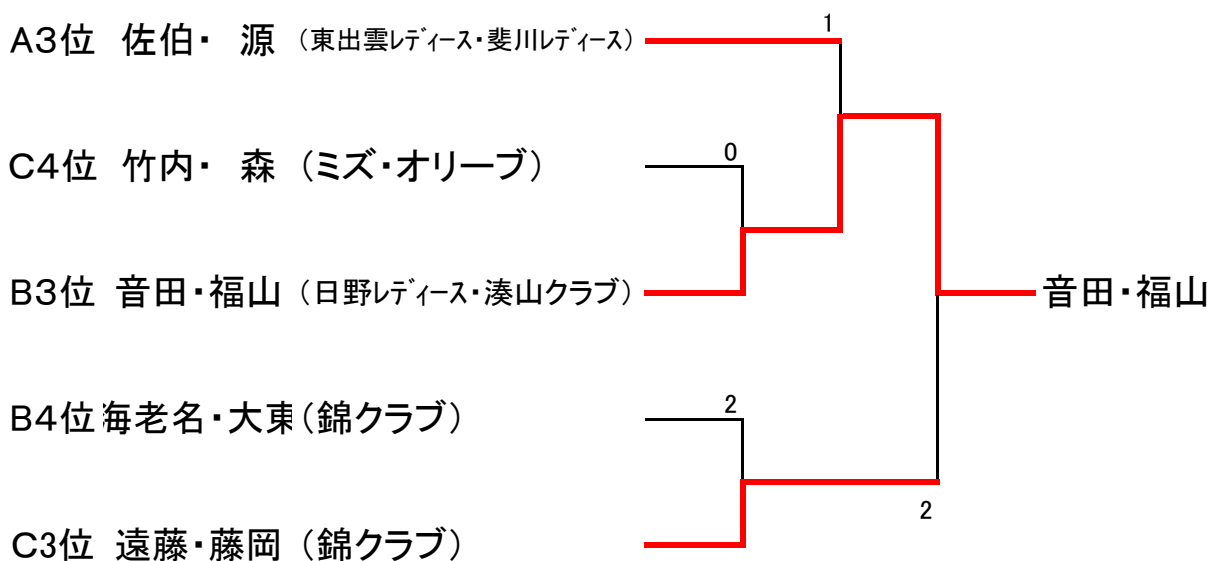 1
A3位 佐伯・ 源 (東出雲ﾚﾃﾞｨｰｽ・斐川ﾚﾃﾞｨｰｽ)
0
C4位 竹内・ 森 (ミズ・オリーブ)
B3位 音田・福山 (日野ﾚﾃﾞｨｰｽ・湊山クラブ)
音田・福山
2
B4位 海老名・大東(錦クラブ)
2
C3位 遠藤・藤岡 (錦クラブ)